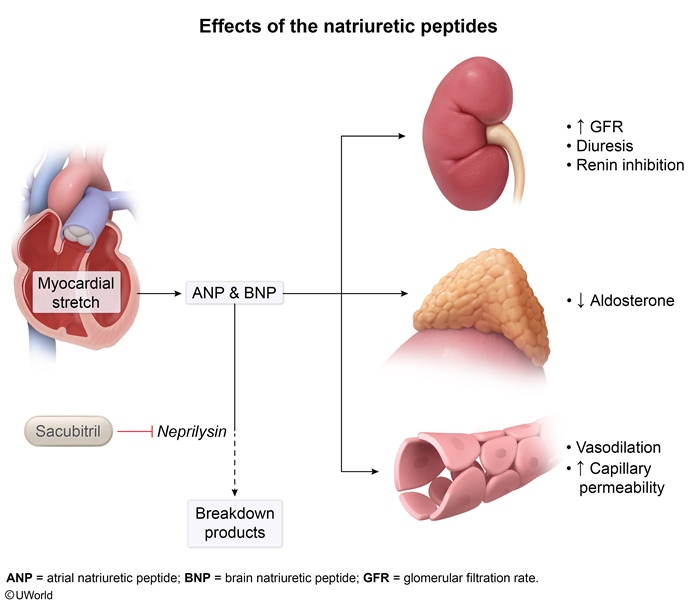 Effects of the natriuretic peptides
• ↑ GFR
• Diuresis
• Renin inhibition
Myocardial
stretch
ANP & BNP
• ↓ Aldosterone
Sacubitril
Neprilysin
• Vasodilation
• ↑ Capillary
permeability
Breakdown
products
ANP = atrial natriuretic peptide; BNP = brain natriuretic peptide; GFR = glomerular filtration rate.
© UWorld